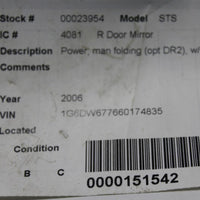 Stock # 00023954 Model STS
IC # 4081 R Door Mirror
Description Power, man folding (opt DR2), w/
Comments
Year 2006
VIN 1G6DW677660174835
Located
Condition
B C
0000151542